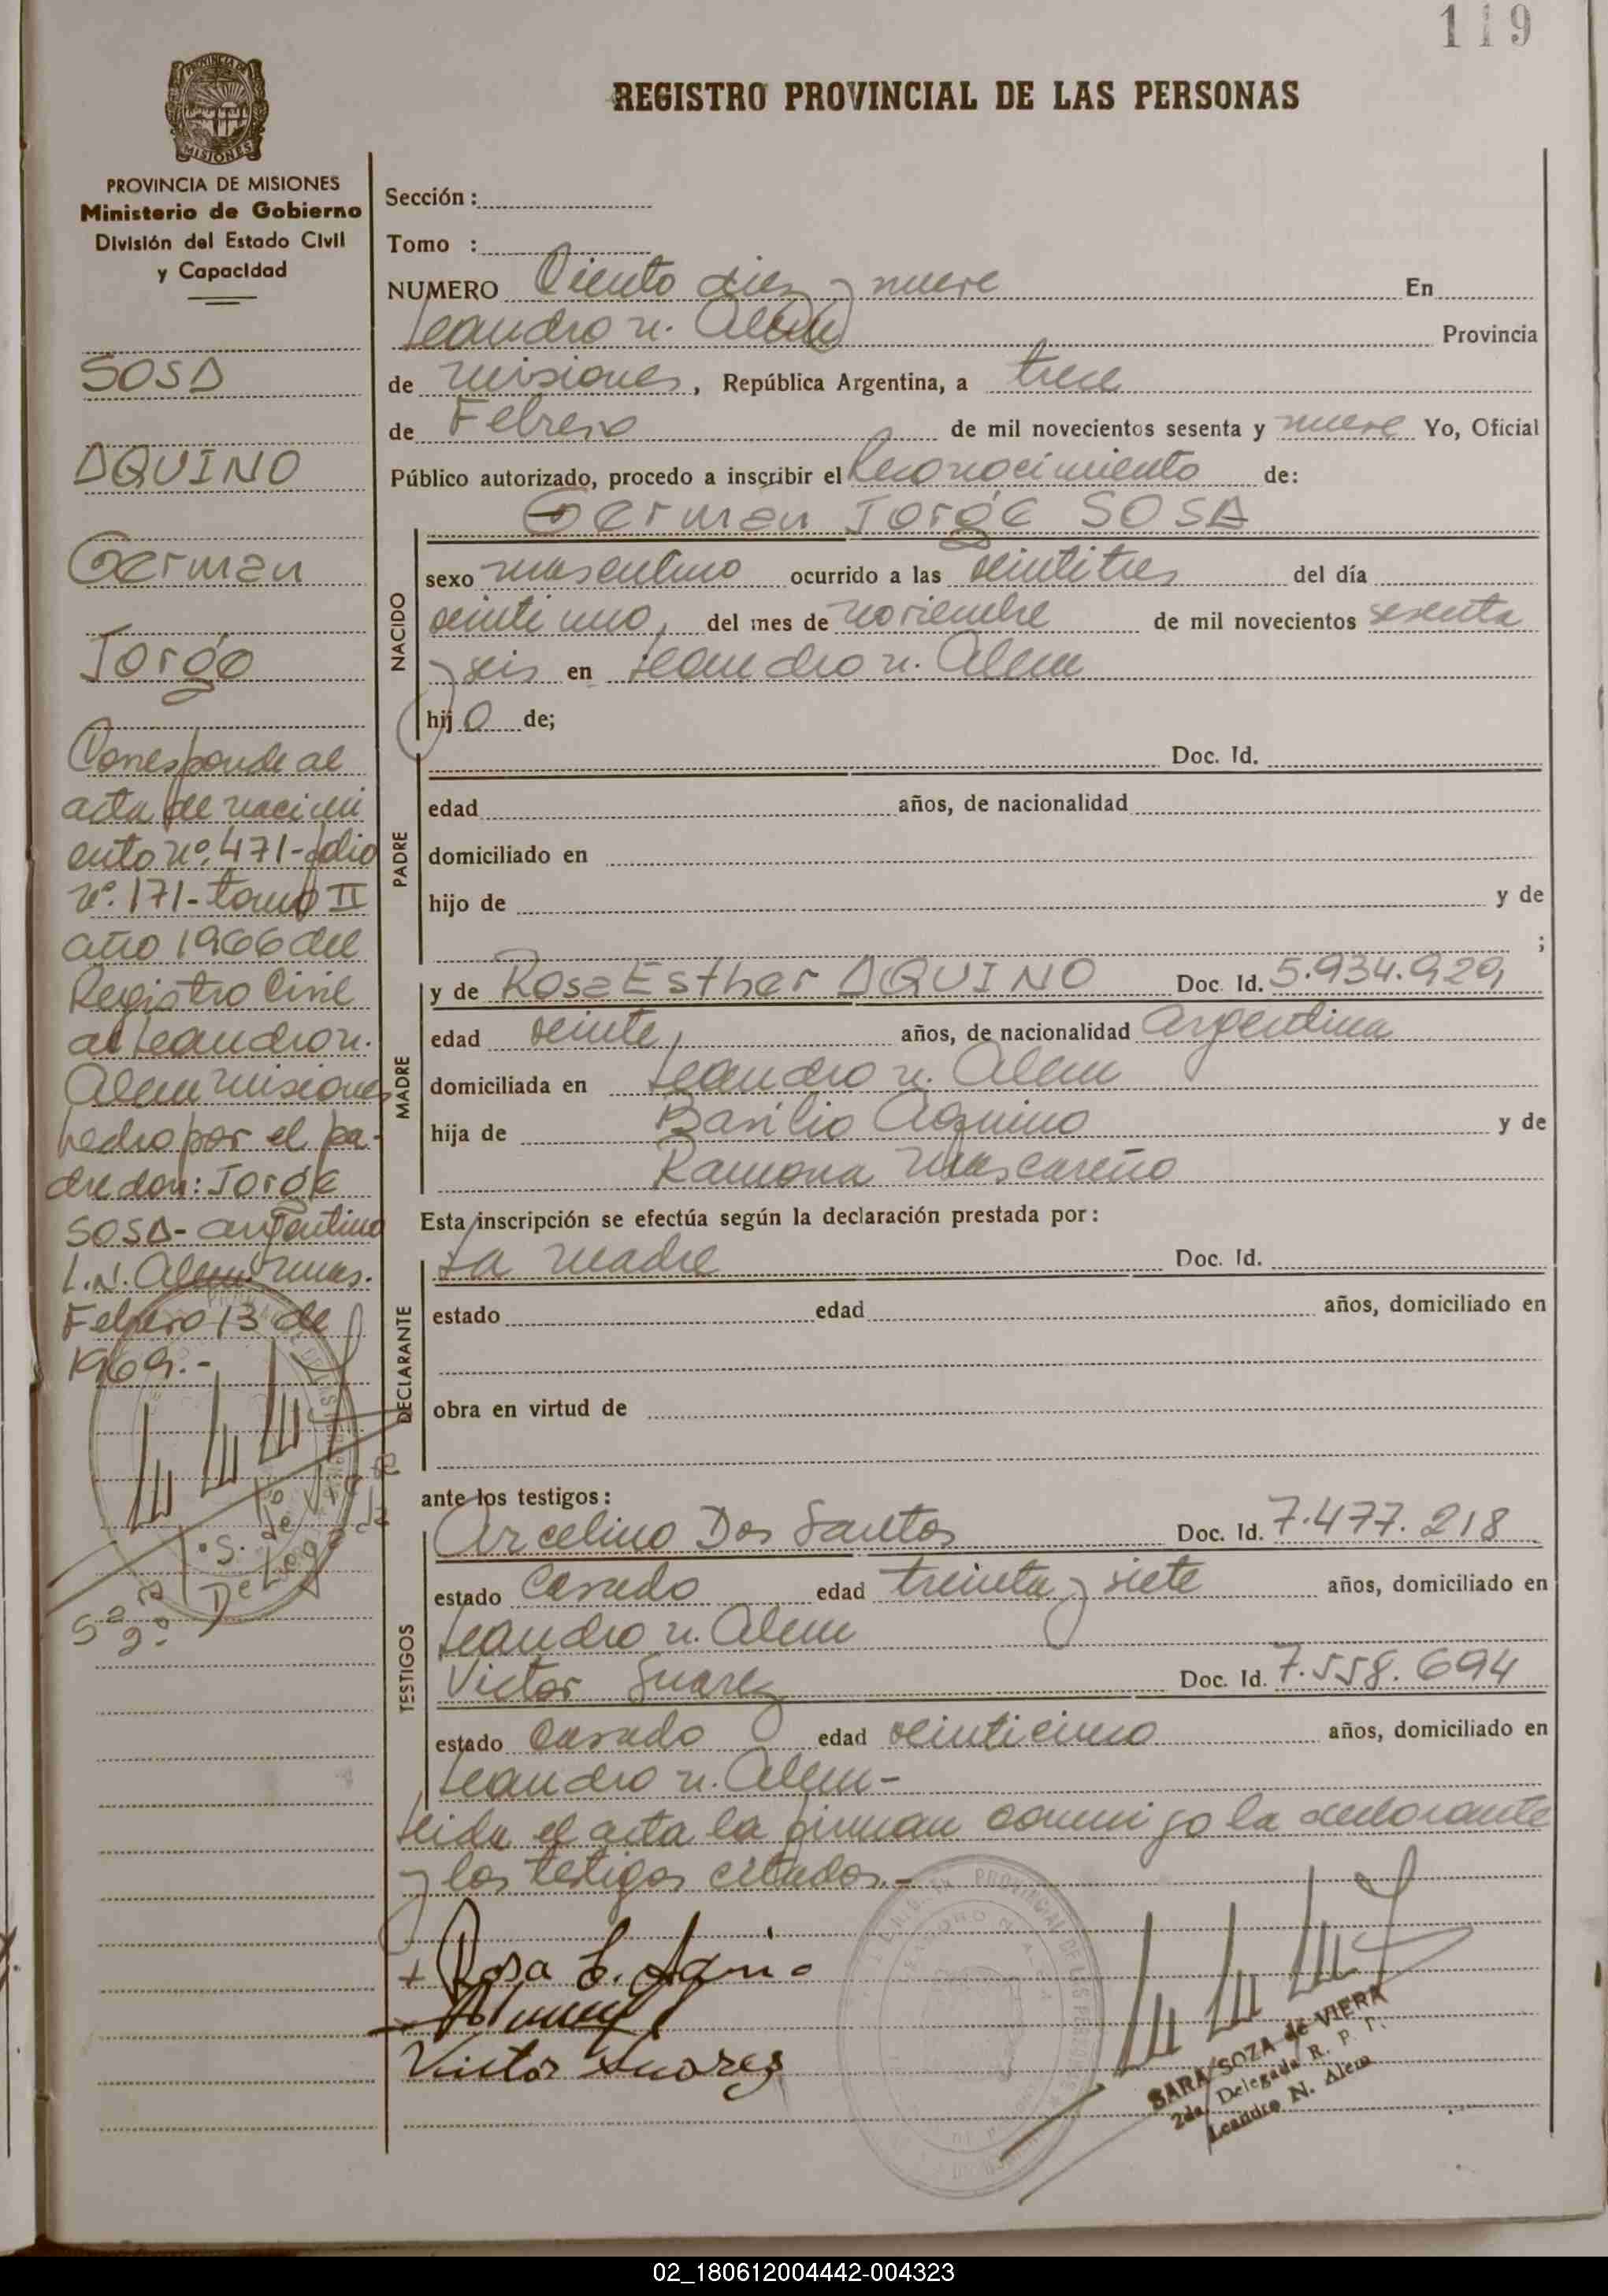 119
REGISTRO PROVINCIAL DE LAS PERSONAS
MISIONES
PROVINCIA DE MISIONES
Ministerio de Gobierno
División del Estado Civil
y Capacidad
SOSA
AQUINO
German
Jorge
Corresponde al
acta de nacimi
ento nº. 471-folio
nº. 171-tomo II
año 1966 del
Registro Civil
de Leandro n.
Alem misiones
hecho por el pa-
dre don: Jorge
SOSA- argentino
L.N. Alem. mnes.
Febrero 13 de
1969.-
Sara S. de Viera
2º. Delegada
Sección :
Tomo :
NUMERO Ciento diez y nueve En
Leandro n. Alem Provincia
de misiones, República Argentina, a trece
de Febrero de mil novecientos sesenta y nueve Yo, Oficial
Público autorizado, procedo a inscribir el Reconocimiento de:
German Jorge SOSA
NACIDO
sexo masculino ocurrido a las veintitres del día
veinti uno, del mes de noviembre de mil novecientos sesenta
y seis en Leandro n. Alem
hijo de;
PADRE
Doc. Id.
edad años, de nacionalidad
domiciliado en
hijo de y de
;
MADRE
y de Rosa Esther AQUINO Doc. Id. 5.934.929,
edad veinte, años, de nacionalidad argentina
domiciliada en Leandro n. Alem
hija de Basilio Aquino y de
Ramona Mascareño
Esta inscripción se efectúa según la declaración prestada por:
DECLARANTE
La madre Doc. Id.
estado edad años, domiciliado en
obra en virtud de
ante los testigos:
TESTIGOS
Arcelino Dos Santos Doc. Id. 7.477.218
estado Casado edad treinta y siete años, domiciliado en
Leandro n. Alem
Victor Suarez Doc. Id. 7.558.694
estado Casado edad veinticinco años, domiciliado en
Leandro n. Alem-
Leida el acta la firman conmigo la declarante
y los testigos citados.-
+ Rosa E. Aquino
Victor Suarez
SARA SOZA de VIERA
2da. Delegada R. P. P.
Leandro N. Alem
02_180612004442-004323